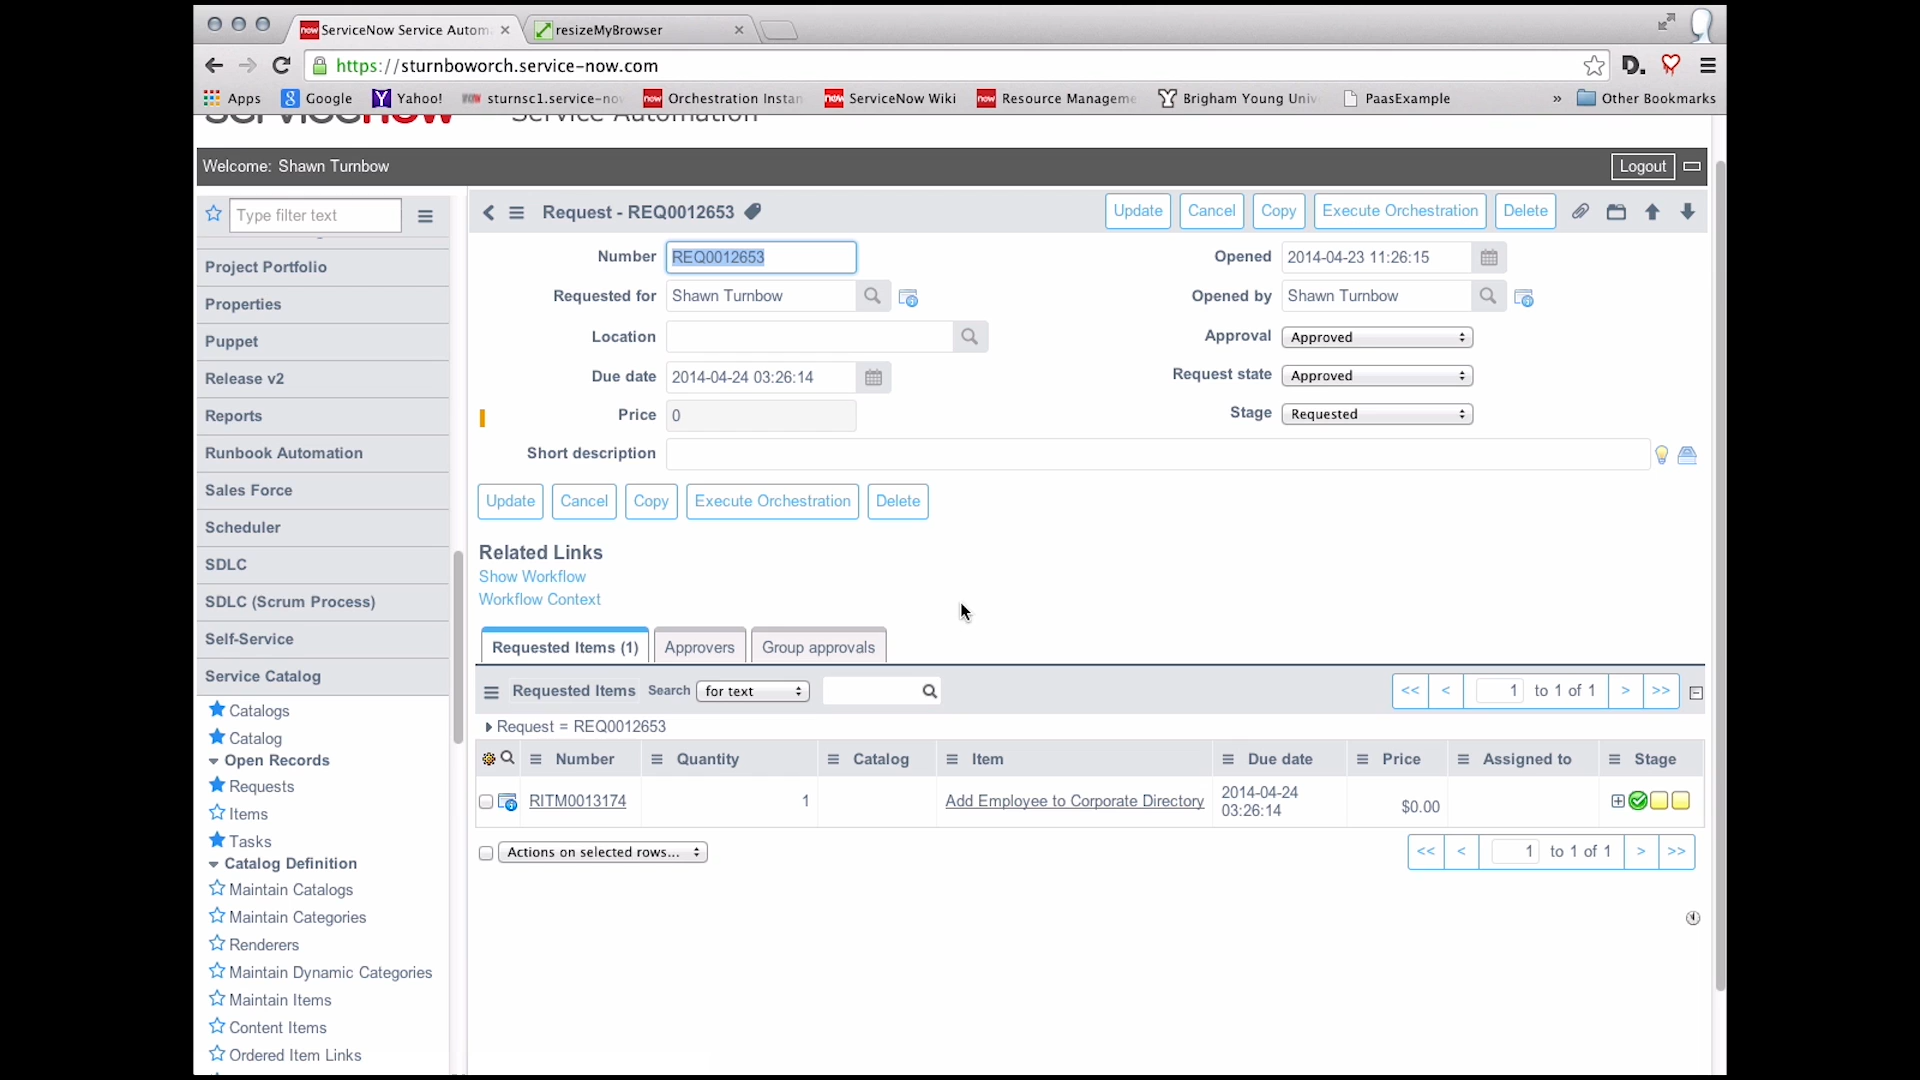 ServiceNow Service Autom
resizeMyBrowser
https://sturnboworch.service-now.com
Apps Google Yahoo! sturnsc1.service-no Orchestration Instan ServiceNow Wiki Resource Manageme Brigham Young Univ PaasExample » Other Bookmarks
servicenow Service Automation
Welcome: Shawn Turnbow
Logout
Type filter text
Project Portfolio
Properties
Puppet
Release v2
Reports
Runbook Automation
Sales Force
Scheduler
SDLC
SDLC (Scrum Process)
Self-Service
Service Catalog
Catalogs
Catalog
Open Records
Requests
Items
Tasks
Catalog Definition
Maintain Catalogs
Maintain Categories
Renderers
Maintain Dynamic Categories
Maintain Items
Content Items
Ordered Item Links
Request - REQ0012653
Update Cancel Copy Execute Orchestration Delete
Number REQ0012653
Opened 2014-04-23 11:26:15
Requested for Shawn Turnbow
Opened by Shawn Turnbow
Location
Approval Approved
Due date 2014-04-24 03:26:14
Request state Approved
Price 0
Stage Requested
Short description
Update Cancel Copy Execute Orchestration Delete
Related Links
Show Workflow
Workflow Context
Requested Items (1) Approvers Group approvals
Requested Items Search for text << < 1 to 1 of 1 > >>
Request = REQ0012653
Number Quantity Catalog Item Due date Price Assigned to Stage
RITM0013174 1 Add Employee to Corporate Directory 2014-04-24 $0.00
03:26:14
Actions on selected rows... << < 1 to 1 of 1 > >>